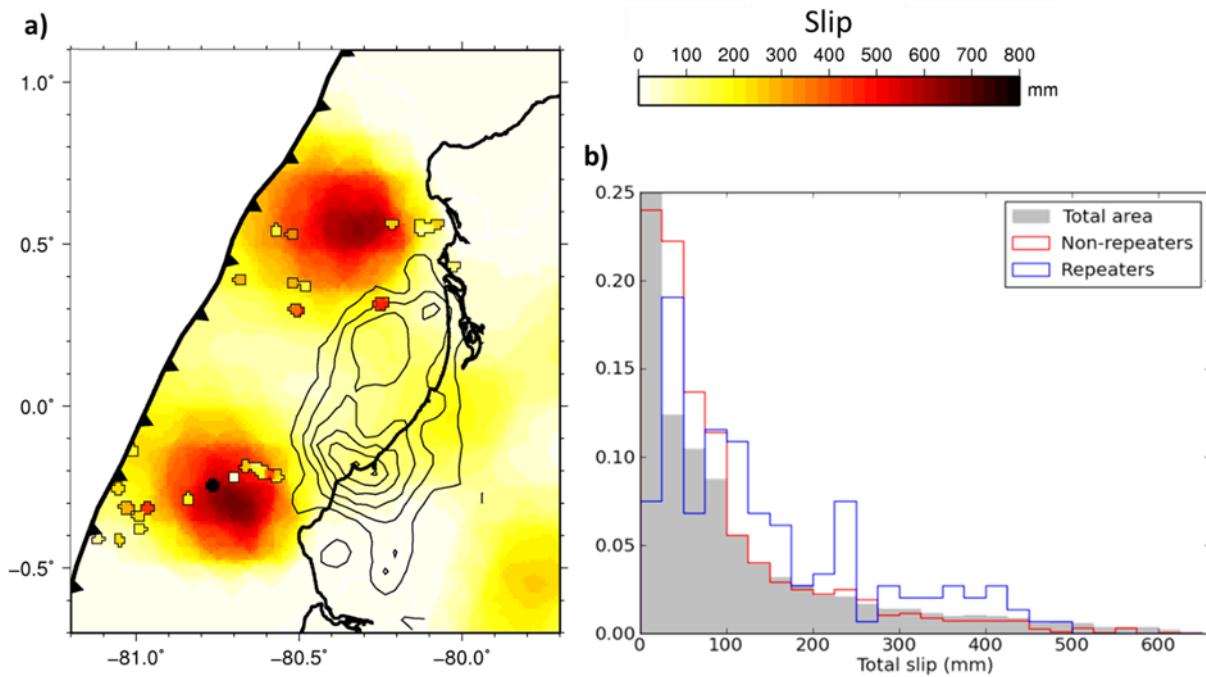 a)
1.0°
0.5°
0.0°
−0.5°
−81.0°
−80.5°
−80.0°
Slip
0 100 200 300 400 500 600 700 800
mm
b)
0.25
0.20
0.15
0.10
0.05
0.00
Total area
Non-repeaters
Repeaters
0 100 200 300 400 500 600
Total slip (mm)